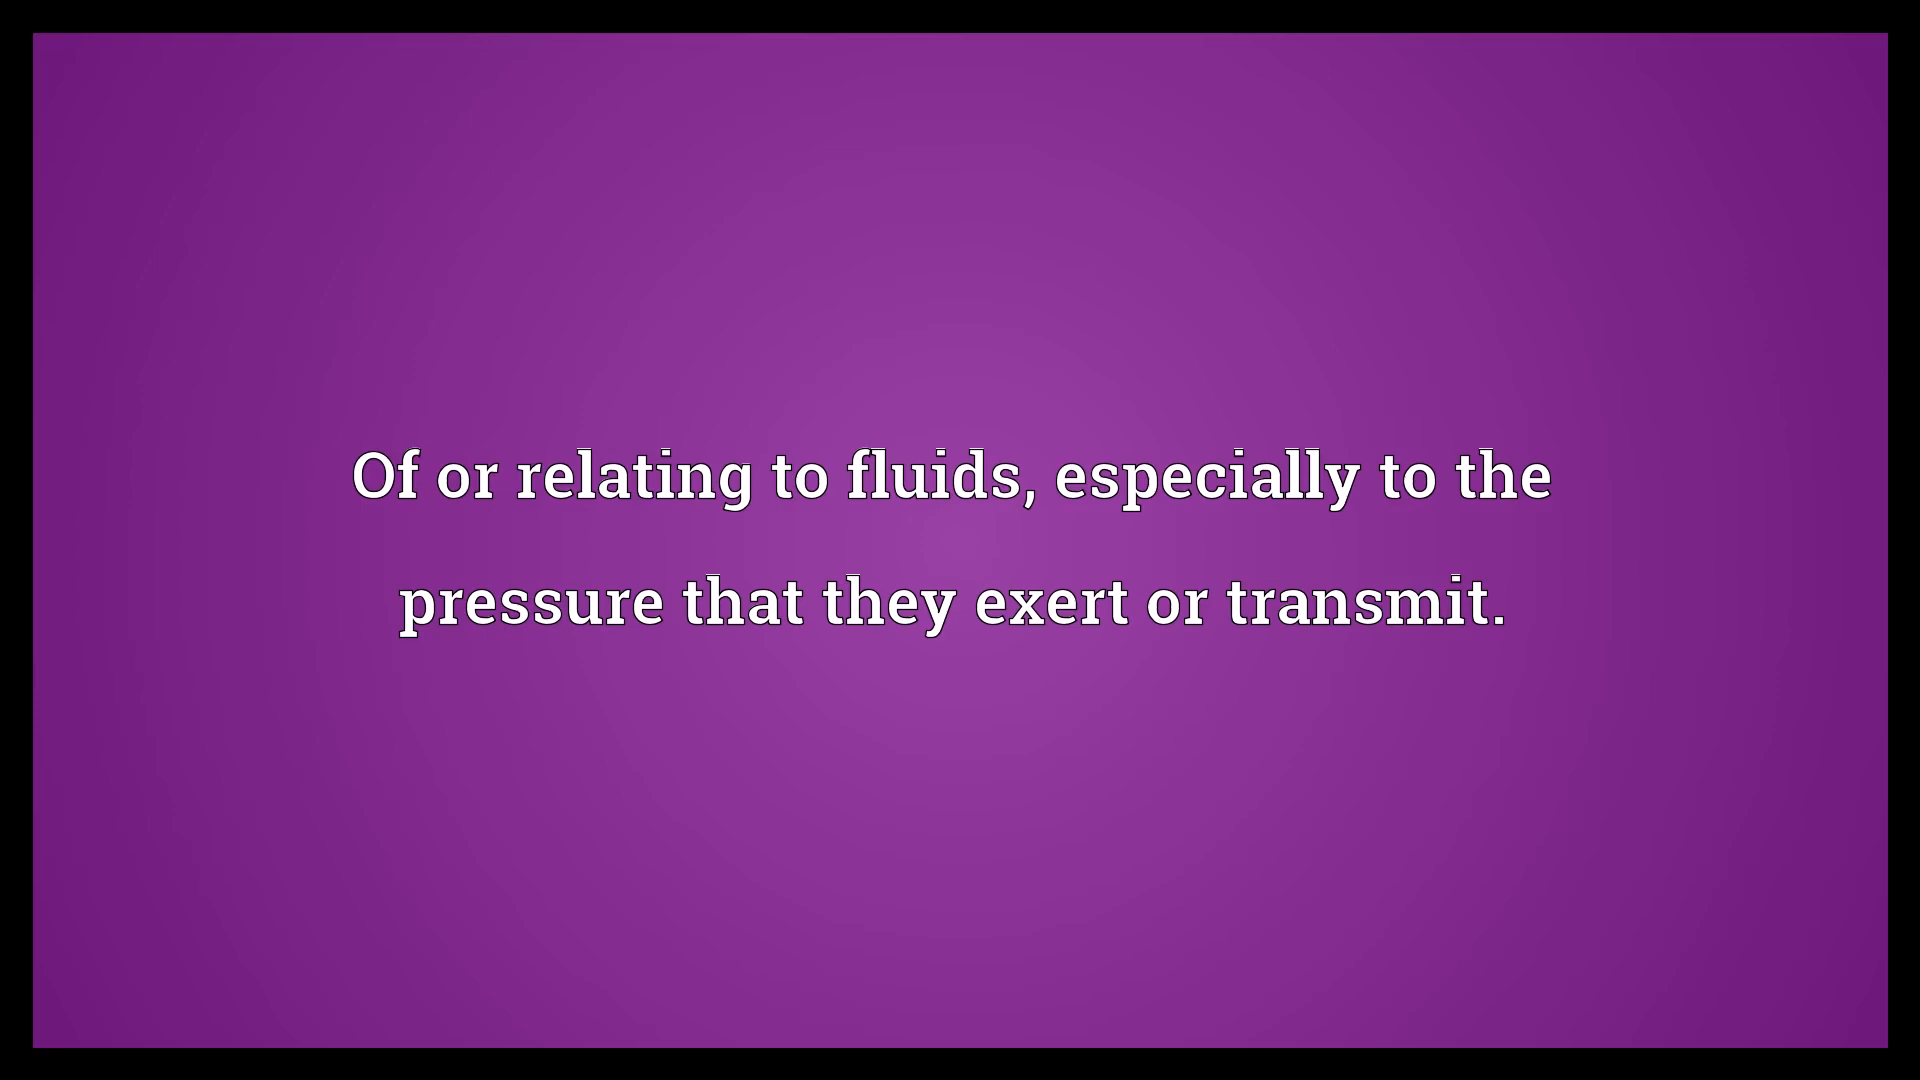 Of or relating to fluids, especially to the
pressure that they exert or transmit.